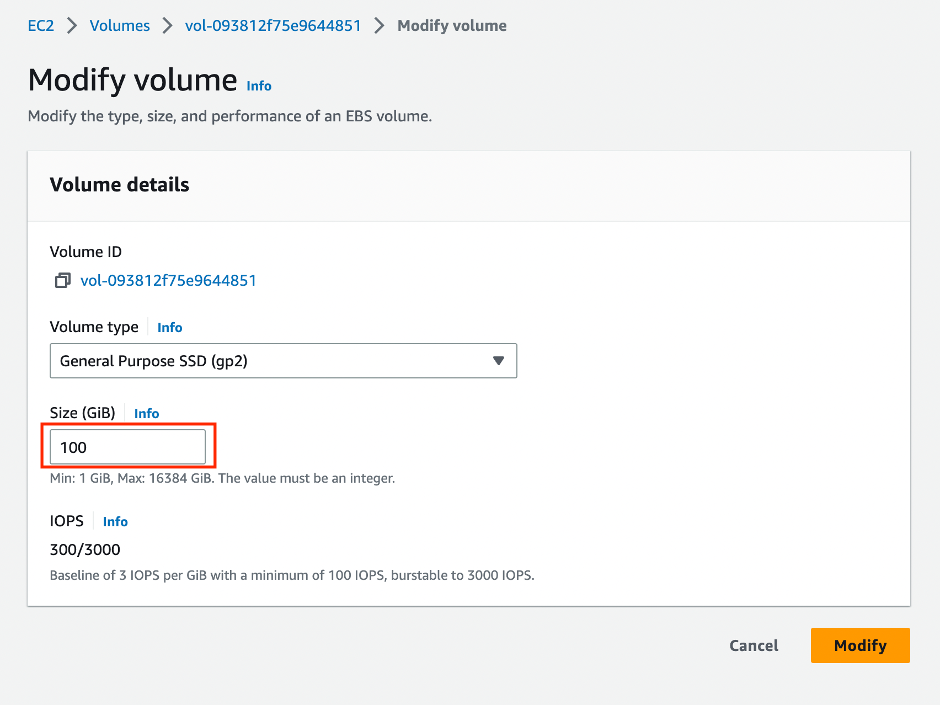 EC2 > Volumes > vol-093812f75e9644851 > Modify volume
Modify volume Info
Modify the type, size, and performance of an EBS volume.
Volume details
Volume ID
vol-093812f75e9644851
Volume type Info
General Purpose SSD (gp2)
Size (GiB) Info
100
Min: 1 GiB, Max: 16384 GiB. The value must be an integer.
IOPS Info
300/3000
Baseline of 3 IOPS per GiB with a minimum of 100 IOPS, burstable to 3000 IOPS.
Cancel Modify